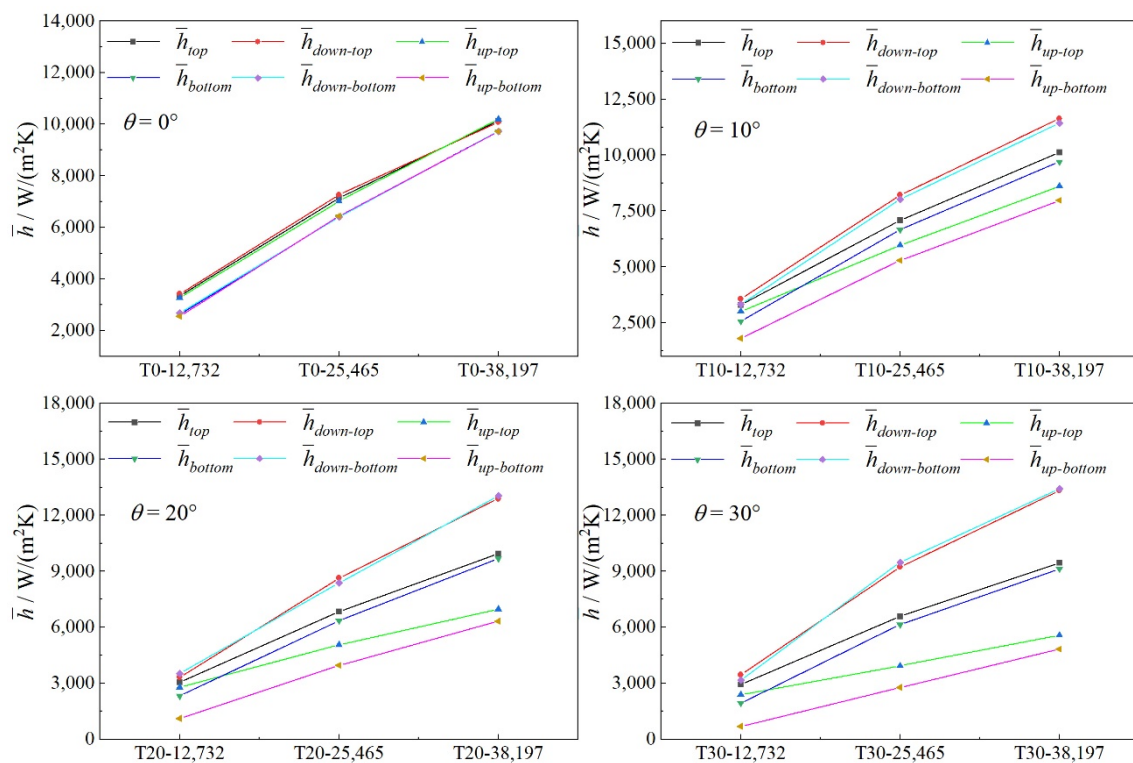 14,000
12,000
10,000
8,000
6,000
4,000
2,000
h̅ / W/(m²K)
h̅top h̅down-top h̅up-top
h̅bottom h̅down-bottom h̅up-bottom
θ = 0°
T0-12,732 T0-25,465 T0-38,197
15,000
12,500
10,000
7,500
5,000
2,500
h / W/(m²K)
h̅top h̅down-top h̅up-top
h̅bottom h̅down-bottom h̅up-bottom
θ = 10°
T10-12,732 T10-25,465 T10-38,197
18,000
15,000
12,000
9,000
6,000
3,000
0
h̅ / W/(m²K)
h̅top h̅down-top h̅up-top
h̅bottom h̅down-bottom h̅up-bottom
θ = 20°
T20-12,732 T20-25,465 T20-38,197
18,000
15,000
12,000
9,000
6,000
3,000
0
h / W/(m²K)
h̅top h̅down-top h̅up-top
h̅bottom h̅down-bottom h̅up-bottom
θ = 30°
T30-12,732 T30-25,465 T30-38,197